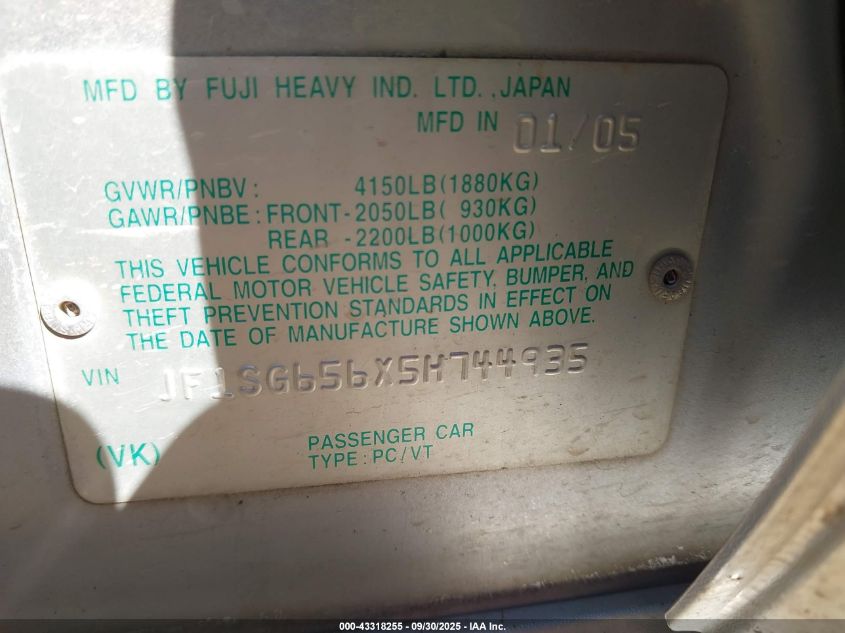 MFD BY FUJI HEAVY IND. LTD., JAPAN
MFD IN 01/05
GVWR/PNBV: 4150LB(1880KG)
GAWR/PNBE: FRONT-2050LB( 930KG)
REAR -2200LB(1000KG)
THIS VEHICLE CONFORMS TO ALL APPLICABLE
FEDERAL MOTOR VEHICLE SAFETY, BUMPER, AND
THEFT PREVENTION STANDARDS IN EFFECT ON
THE DATE OF MANUFACTURE SHOWN ABOVE.
VIN JF1SG656X5H744935
(VK)
PASSENGER CAR
TYPE: PC/VT
000-43318255 - 09/30/2025 - IAA Inc.